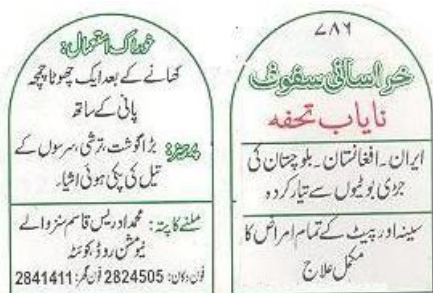 ۷۸۶
خراسانی سفوف
نایاب تحفہ
ایران۔ افغانستان۔ بلوچستان کی
جڑی بوٹیوں سے تیار کردہ
سینہ اور پیٹ کے تمام امراض کا
مکمل علاج
خوراک استعمال:
کھانے کے بعد ایک چھوٹا چمچہ
پانی کے ساتھ
پرہیز: بڑا گوشت، ترشی، سرسوں کے
تیل کی پکی ہوئی اشیا۔
ملنے کا پتہ: محمد ادریس قاسم سنز والے
نیو مشن روڈ، کوئٹہ
فون دکان: 2824505 فون گھر: 2841411